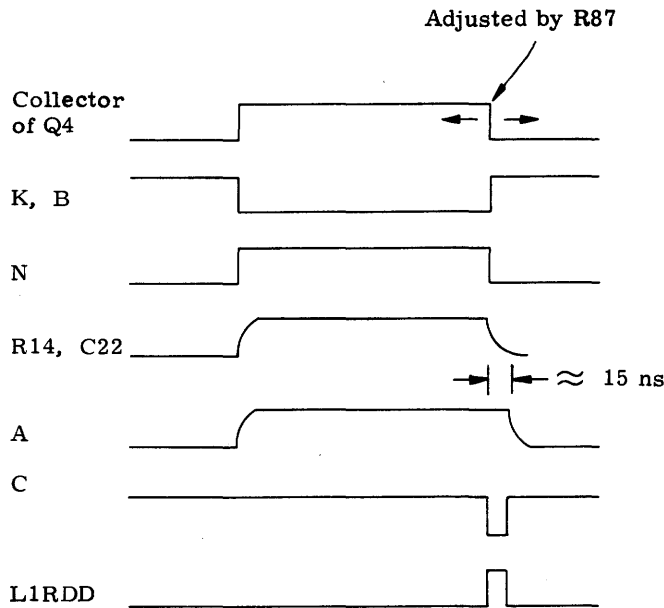 Adjusted by R87
Collector
of Q4
K, B
N
R14, C22
≈ 15 ns
A
C
L1RDD